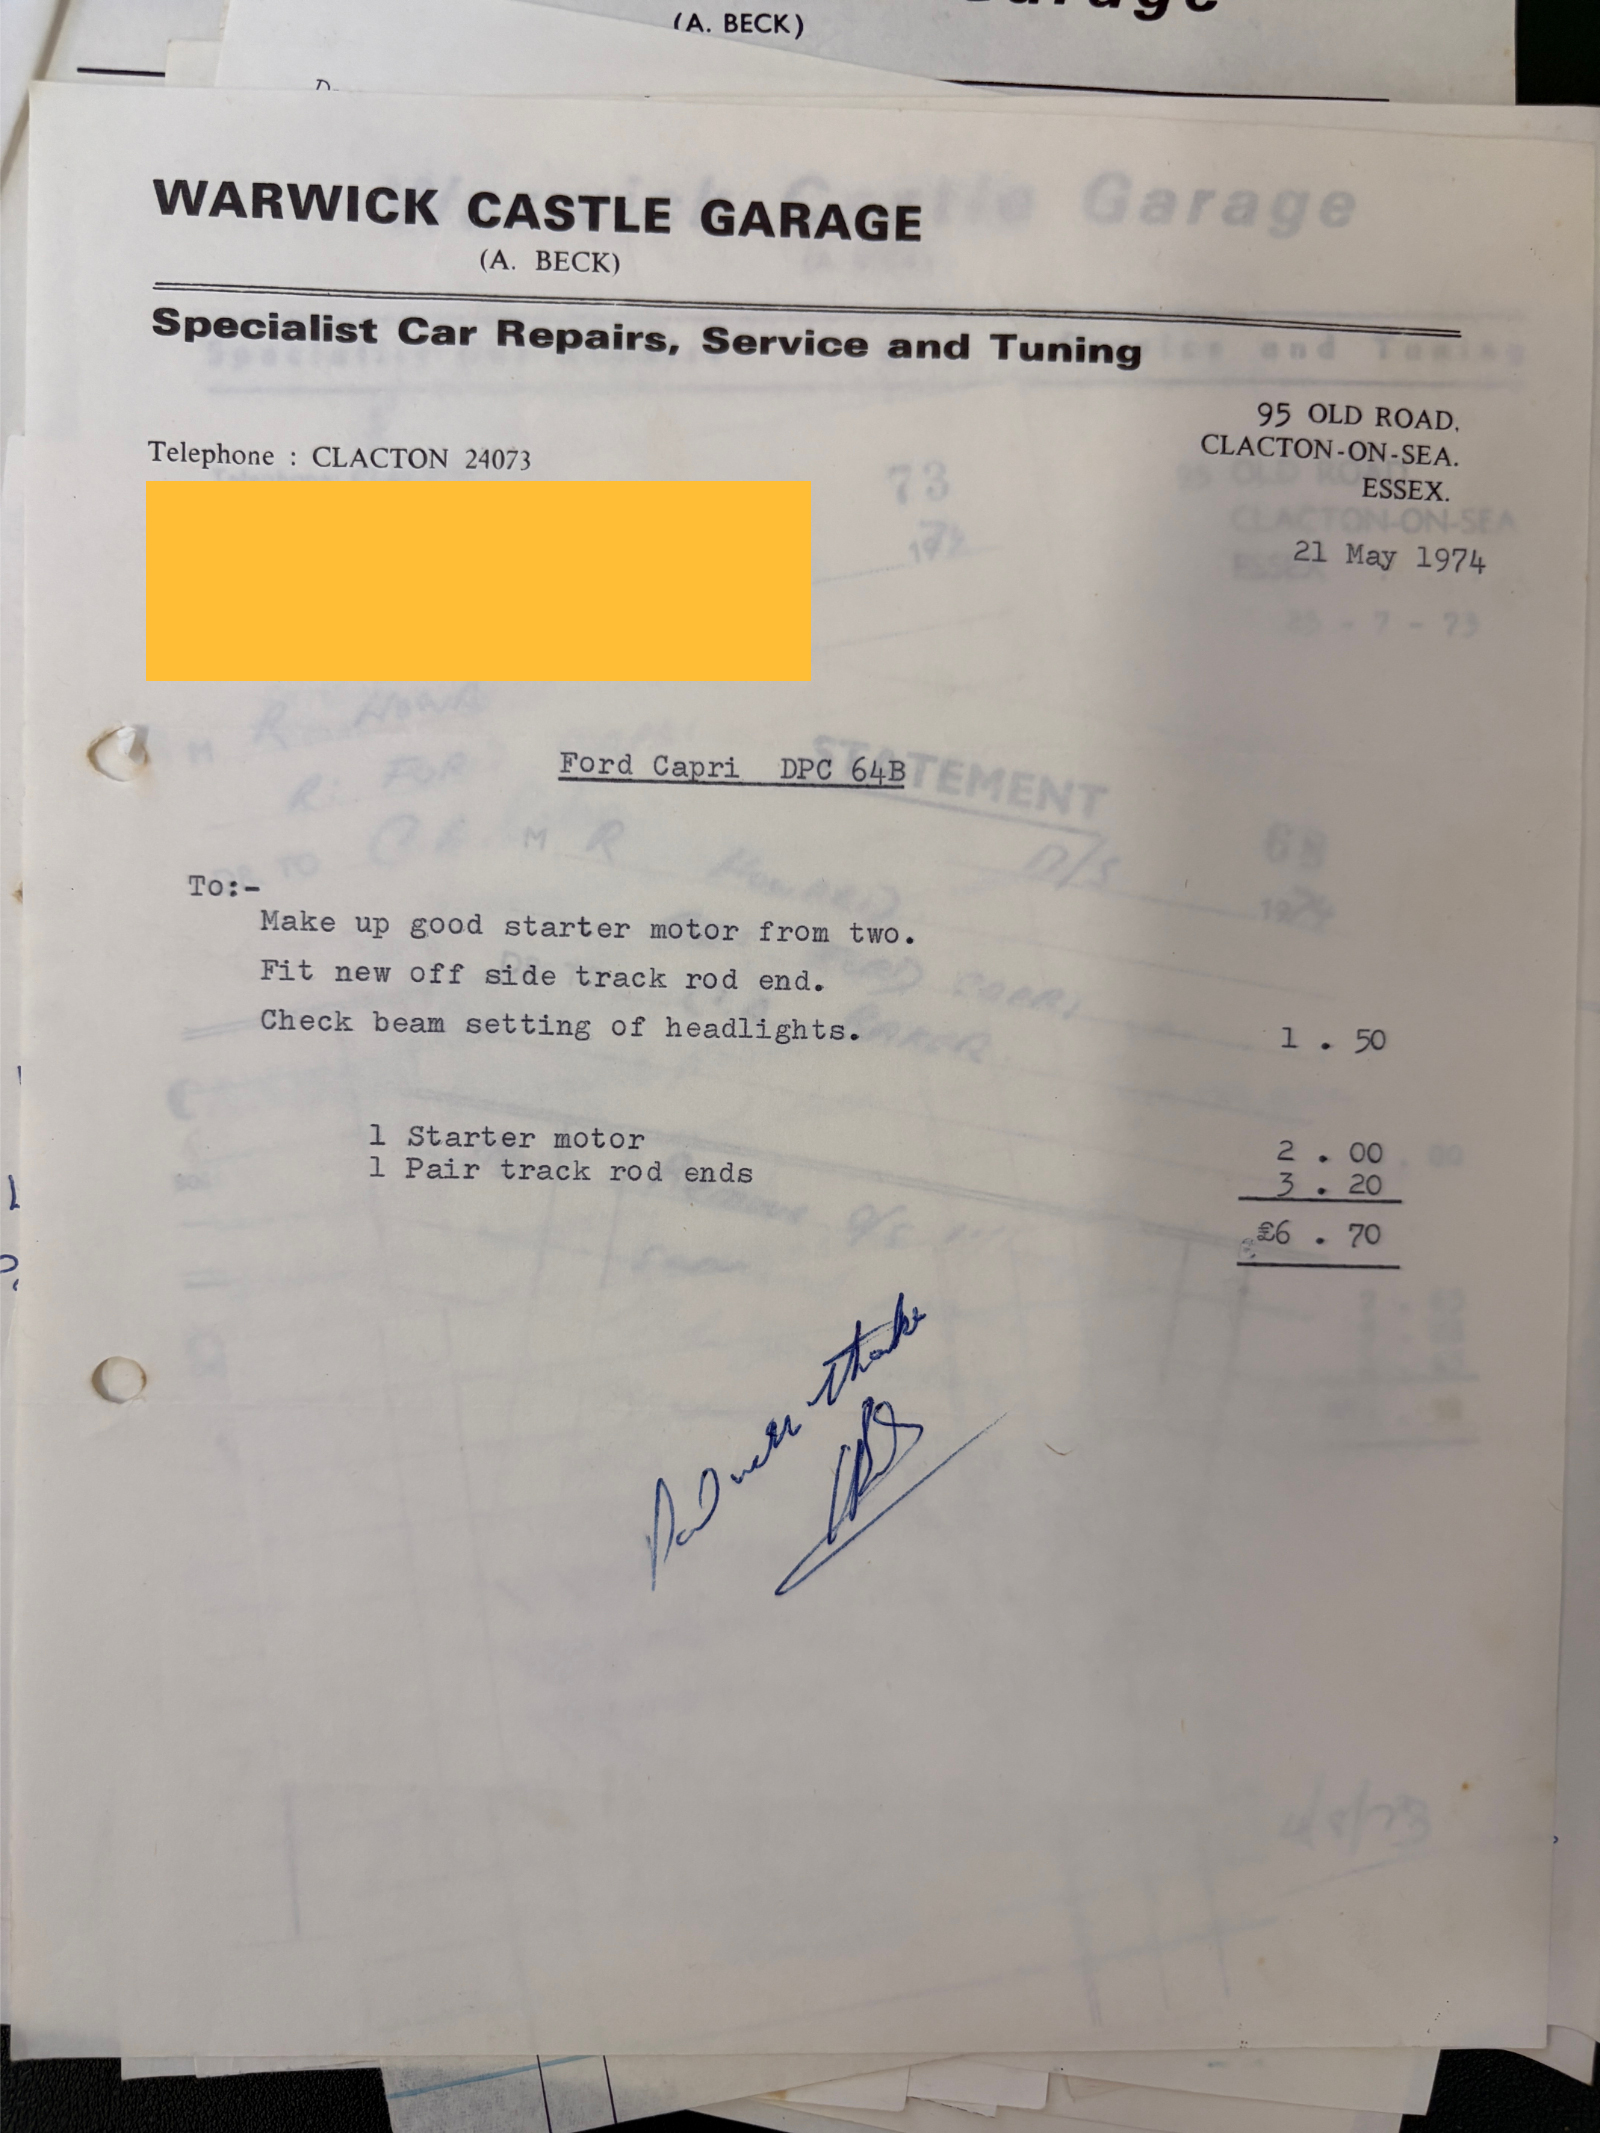 (A. BECK)
WARWICK CASTLE GARAGE
(A. BECK)
Specialist Car Repairs, Service and Tuning
95 OLD ROAD,
CLACTON-ON-SEA.
ESSEX.
Telephone : CLACTON 24073
21 May 1974
Ford Capri DPC 64B
To:-
Make up good starter motor from two.
Fit new off side track rod end.
Check beam setting of headlights. 1 . 50
1 Starter motor 2 . 00
1 Pair track rod ends 3 . 20
£6 . 70
Paid with thanks